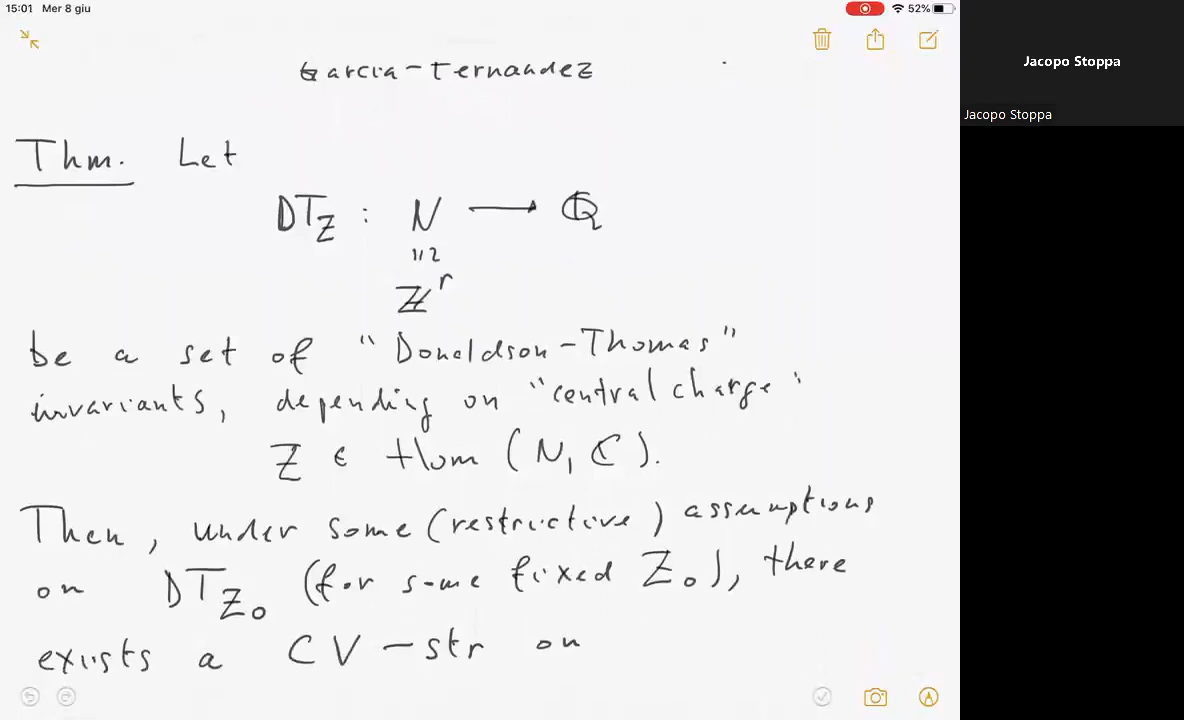 15:01 Mer 8 giu
52%
Garcia-Fernandez
Thm. Let
DT_Z : N ⟶ ℚ
≅
ℤ^r
be a set of "Donaldson-Thomas"
invariants, depending on "central charge"
Z ∈ Hom (N, ℂ).
Then, under some (restrictive) assumptions
on DT_{Z_0} (for some fixed Z_0), there
exists a CV-str on
Jacopo Stoppa
Jacopo Stoppa